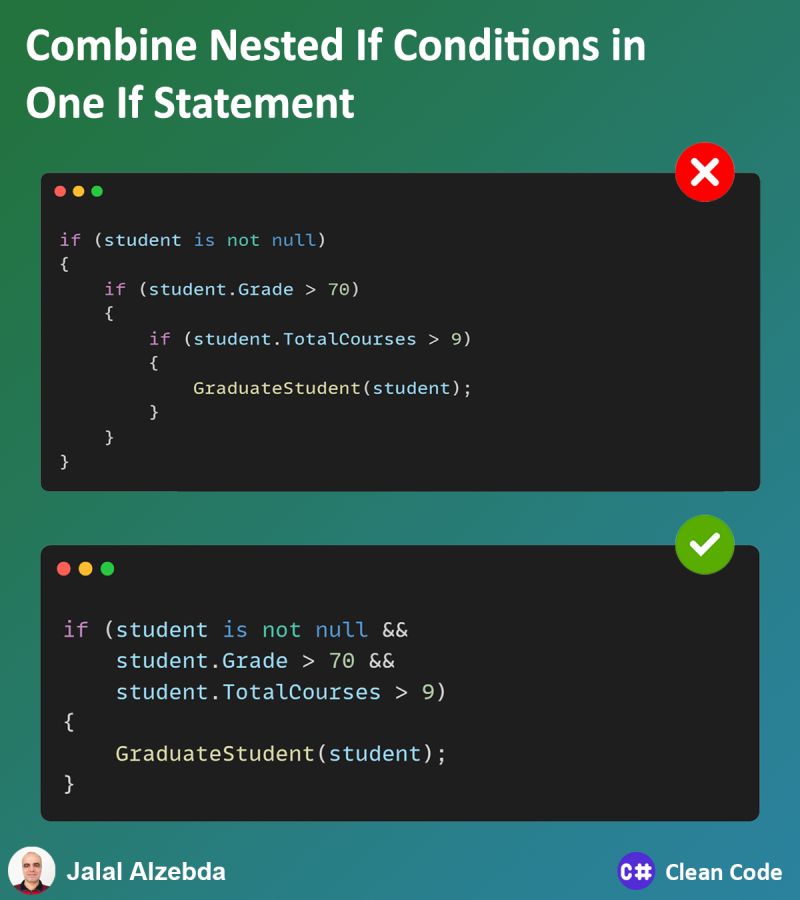 Combine Nested If Conditions in
One If Statement
if (student is not null)
{
    if (student.Grade > 70)
    {
        if (student.TotalCourses > 9)
        {
            GraduateStudent(student);
        }
    }
}
if (student is not null &&
    student.Grade > 70 &&
    student.TotalCourses > 9)
{
    GraduateStudent(student);
}
Jalal Alzebda
C# Clean Code